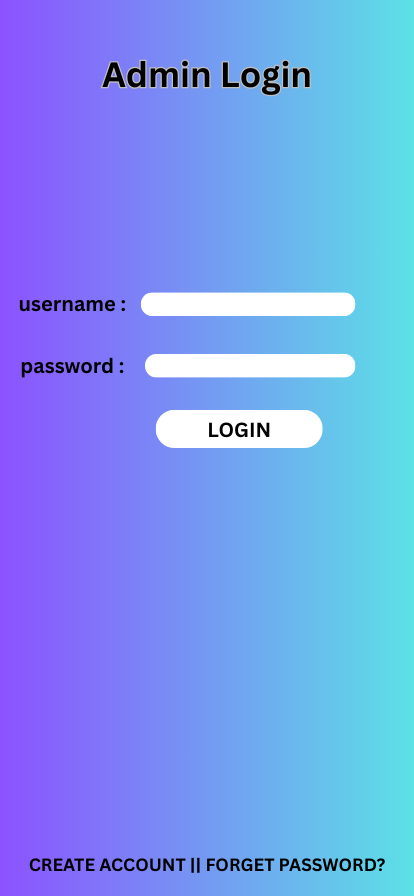 Admin Login
username :
password :
LOGIN
CREATE ACCOUNT || FORGET PASSWORD?